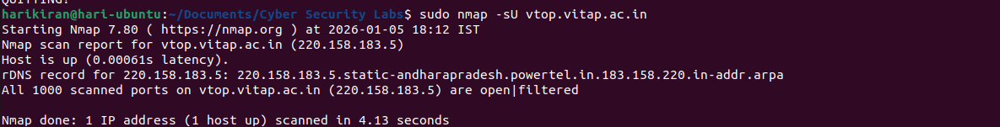 QUITTING!
harikiran@hari-ubuntu:~/Documents/Cyber Security Labs$ sudo nmap -sU vtop.vitap.ac.in
Starting Nmap 7.80 ( https://nmap.org ) at 2026-01-05 18:12 IST
Nmap scan report for vtop.vitap.ac.in (220.158.183.5)
Host is up (0.00061s latency).
rDNS record for 220.158.183.5: 220.158.183.5.static-andharapradesh.powertel.in.183.158.220.in-addr.arpa
All 1000 scanned ports on vtop.vitap.ac.in (220.158.183.5) are open|filtered
Nmap done: 1 IP address (1 host up) scanned in 4.13 seconds